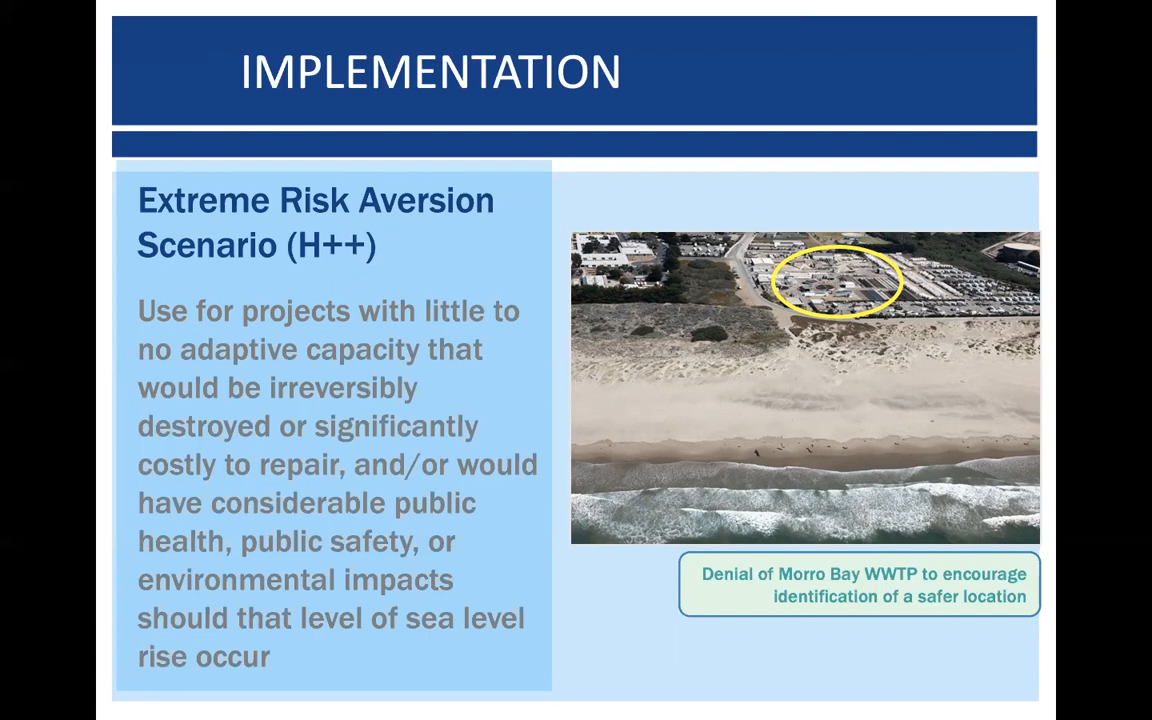 IMPLEMENTATION
Extreme Risk Aversion
Scenario (H++)
Use for projects with little to
no adaptive capacity that
would be irreversibly
destroyed or significantly
costly to repair, and/or would
have considerable public
health, public safety, or
environmental impacts
should that level of sea level
rise occur
Denial of Morro Bay WWTP to encourage
identification of a safer location